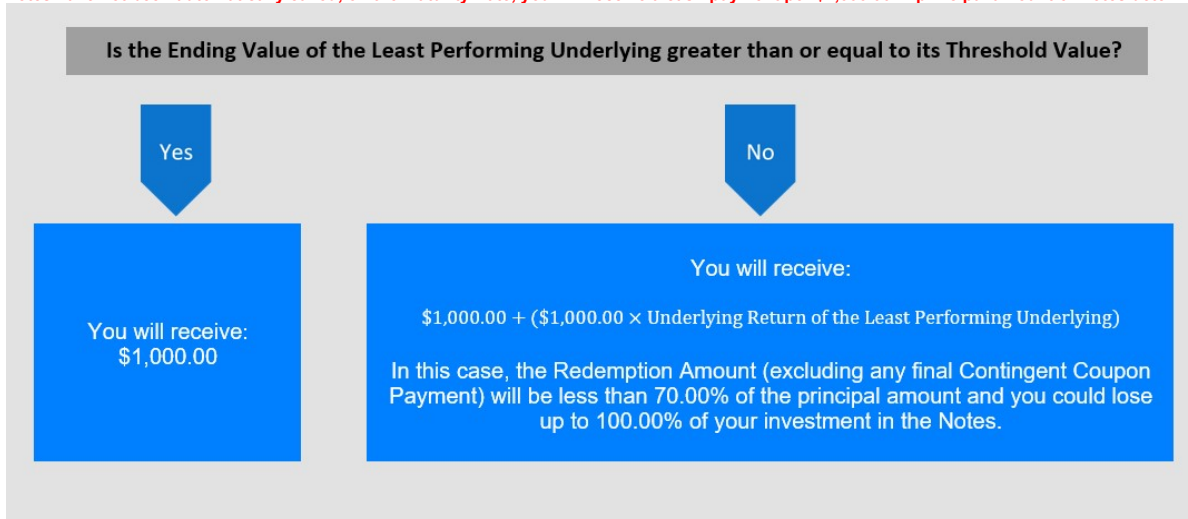 Is the Ending Value of the Least Performing Underlying greater than or equal to its Threshold Value?
Yes
No
You will receive:
$1,000.00
You will receive:
$1,000.00 + ($1,000.00 × Underlying Return of the Least Performing Underlying)
In this case, the Redemption Amount (excluding any final Contingent Coupon
Payment) will be less than 70.00% of the principal amount and you could lose
up to 100.00% of your investment in the Notes.